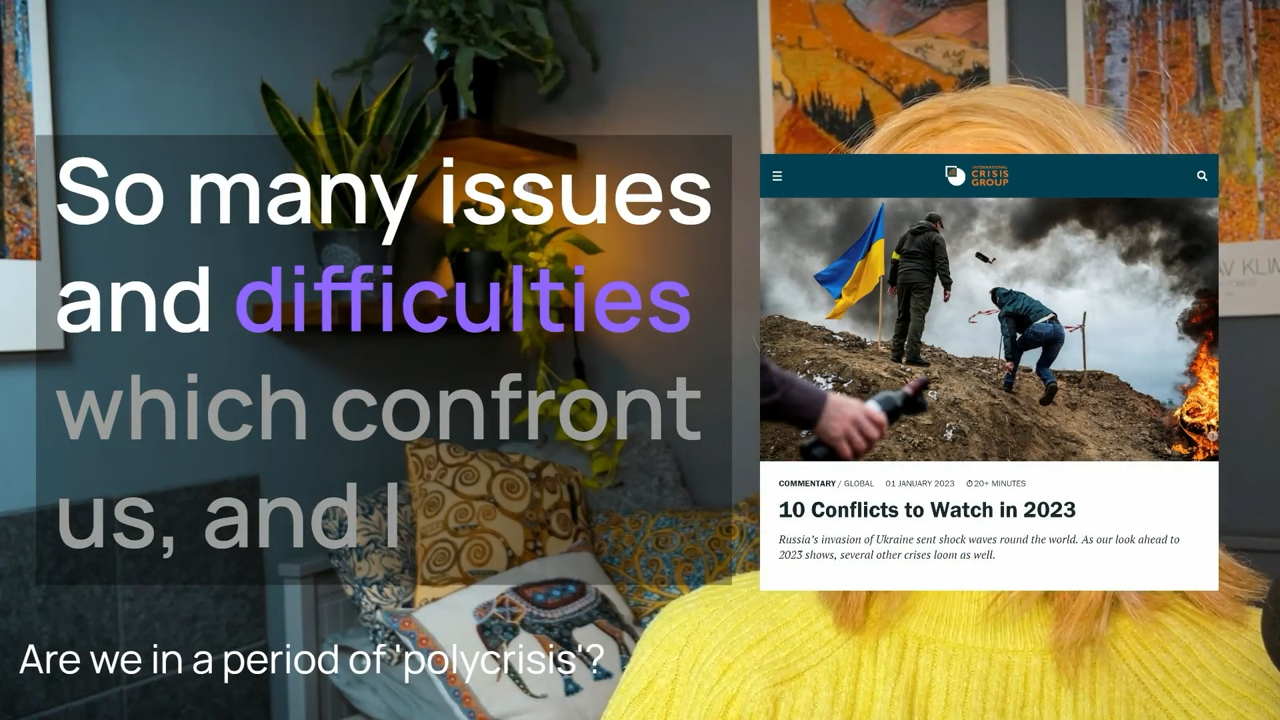 So many issues
and difficulties
which confront
us, and I
INTERNATIONAL
CRISIS
GROUP
COMMENTARY / GLOBAL 01 JANUARY 2023 20+ MINUTES
10 Conflicts to Watch in 2023
Russia's invasion of Ukraine sent shock waves round the world. As our look ahead to
2023 shows, several other crises loom as well.
AV KLIM
Are we in a period of 'polycrisis'?